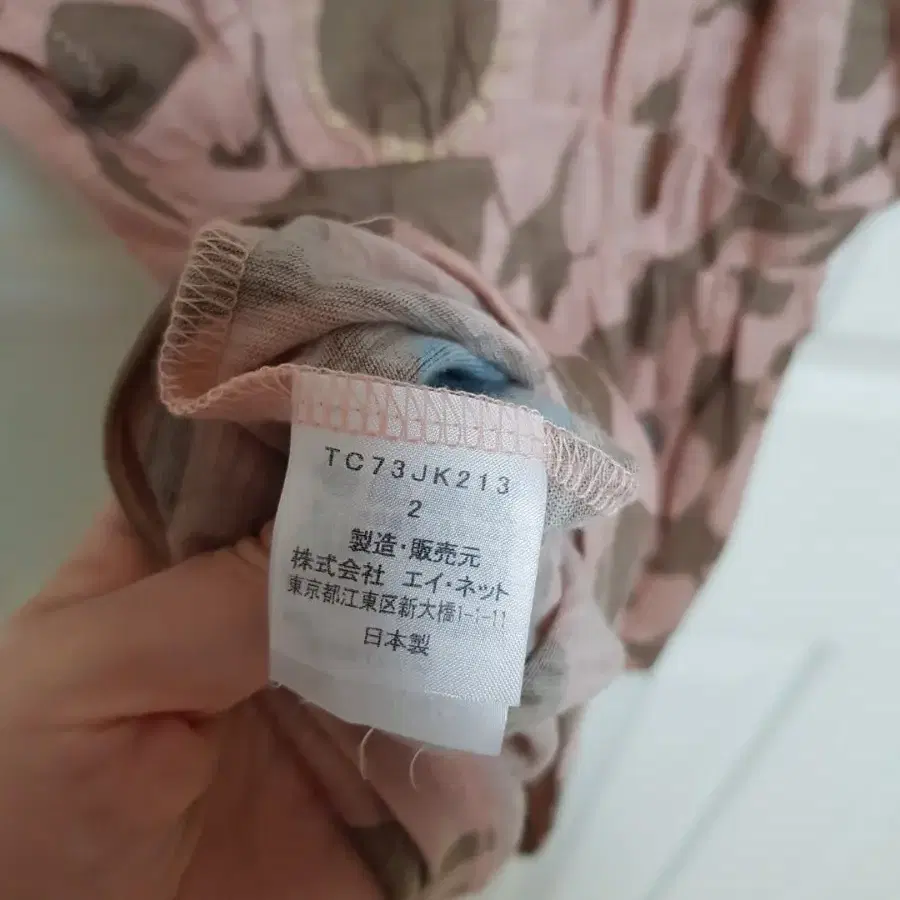 TC73JK213
2
製造・販売元
株式会社 エイ・ネット
東京都江東区新大橋1-1-11
日本製